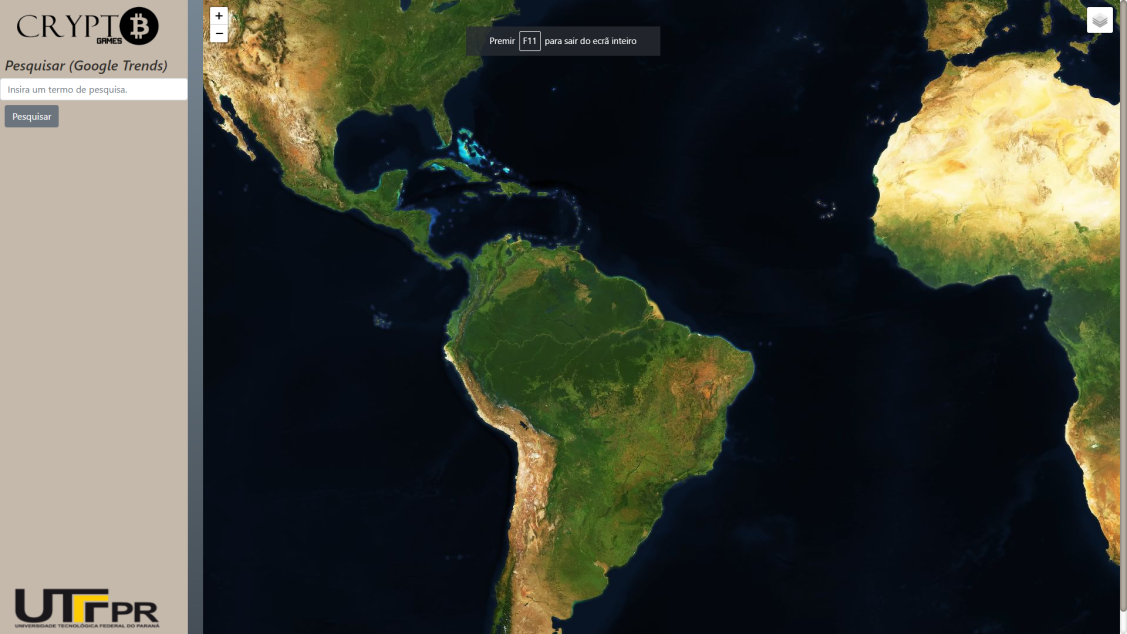 CRYPTO
GAMES
Pesquisar (Google Trends)
Insira um termo de pesquisa.
Pesquisar
+
−
Premir F11 para sair do ecrã inteiro
UTFPR
UNIVERSIDADE TECNOLÓGICA FEDERAL DO PARANÁ